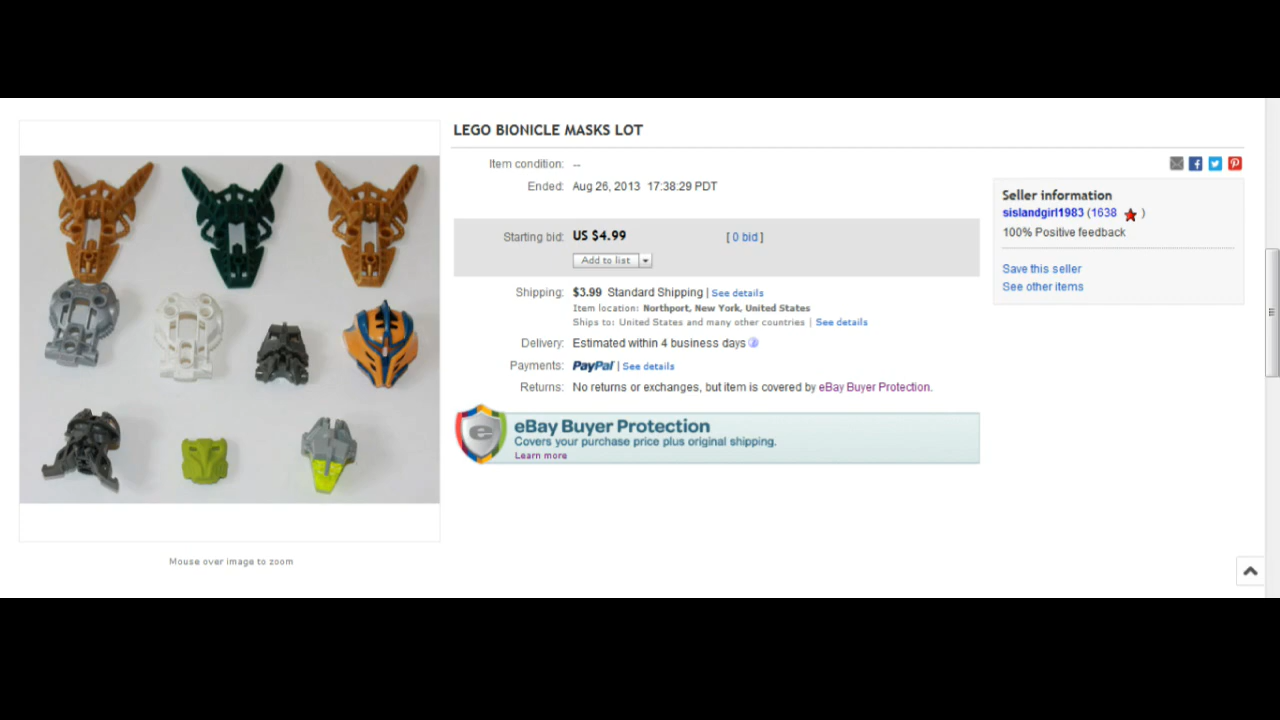 LEGO BIONICLE MASKS LOT
Item condition: --
Ended: Aug 26, 2013 17:38:29 PDT
Starting bid: US $4.99 [ 0 bid ]
Add to list
Shipping: $3.99 Standard Shipping | See details
Item location: Northport, New York, United States
Ships to: United States and many other countries | See details
Delivery: Estimated within 4 business days
Payments: PayPal | See details
Returns: No returns or exchanges, but item is covered by eBay Buyer Protection.
e
eBay Buyer Protection
Covers your purchase price plus original shipping.
Learn more
Seller information
sislandgirl1983 (1638 )
100% Positive feedback
Save this seller
See other items
Mouse over image to zoom